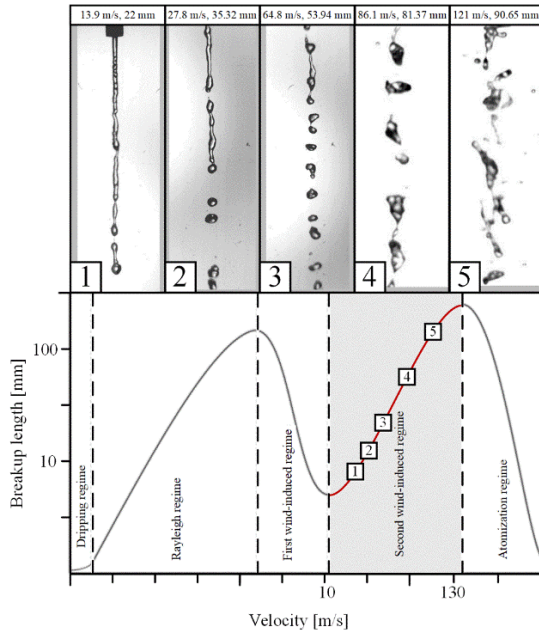 13.9 m/s, 22 mm
27.8 m/s, 35.32 mm
64.8 m/s, 53.94 mm
86.1 m/s, 81.37 mm
121 m/s, 90.65 mm
1
2
3
4
5
Breakup length [mm]
100
10
Dripping regime
Rayleigh regime
First wind-induced regime
Second wind-induced regime
Atomization regime
5
4
3
2
1
10
130
Velocity [m/s]